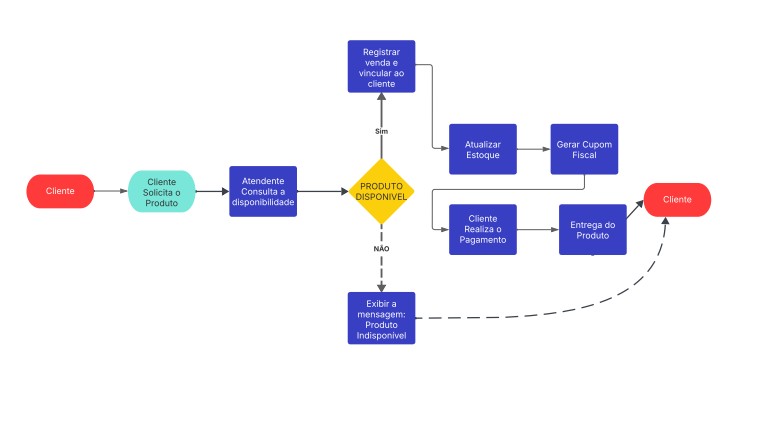 Cliente
Cliente
Solicita o
Produto
Atendente
Consulta a
disponibilidade
PRODUTO
DISPONIVEL
Sim
Registrar
venda e
vincular ao
cliente
Atualizar
Estoque
Gerar Cupom
Fiscal
Cliente
Realiza o
Pagamento
Entrega do
Produto
Cliente
NÃO
Exibir a
mensagem:
Produto
Indisponível